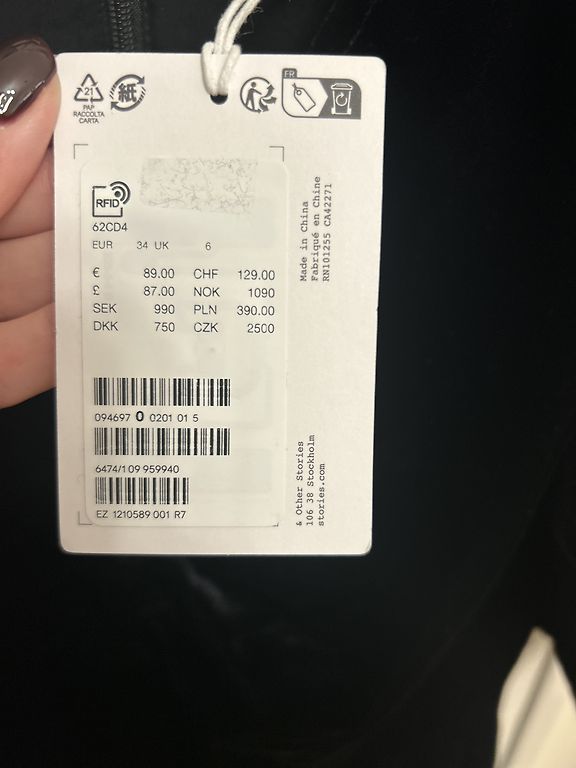 21
PAP
RACCOLTA
CARTA
紙
FR
RFID
62CD4
EUR 34 UK 6
€ 89.00 CHF 129.00
£ 87.00 NOK 1090
SEK 990 PLN 390.00
DKK 750 CZK 2500
094697 0 0201 01 5
6474/1 09 959940
EZ 1210589 001 R7
Made in China
Fabriqué en Chine
RN101255 CA42271
& Other Stories
106 38 Stockholm
stories.com